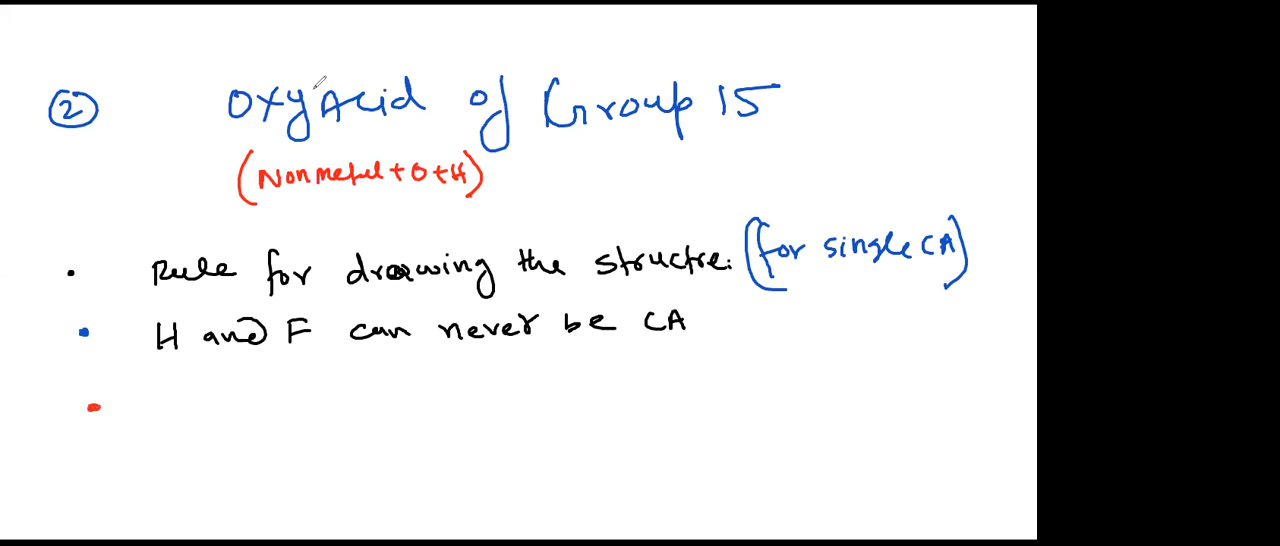 ② OxyAcid of Group 15
(Nonmetal + O + H)
• Rule for drawing the structre: (for single CA)
• H and F can never be CA
•